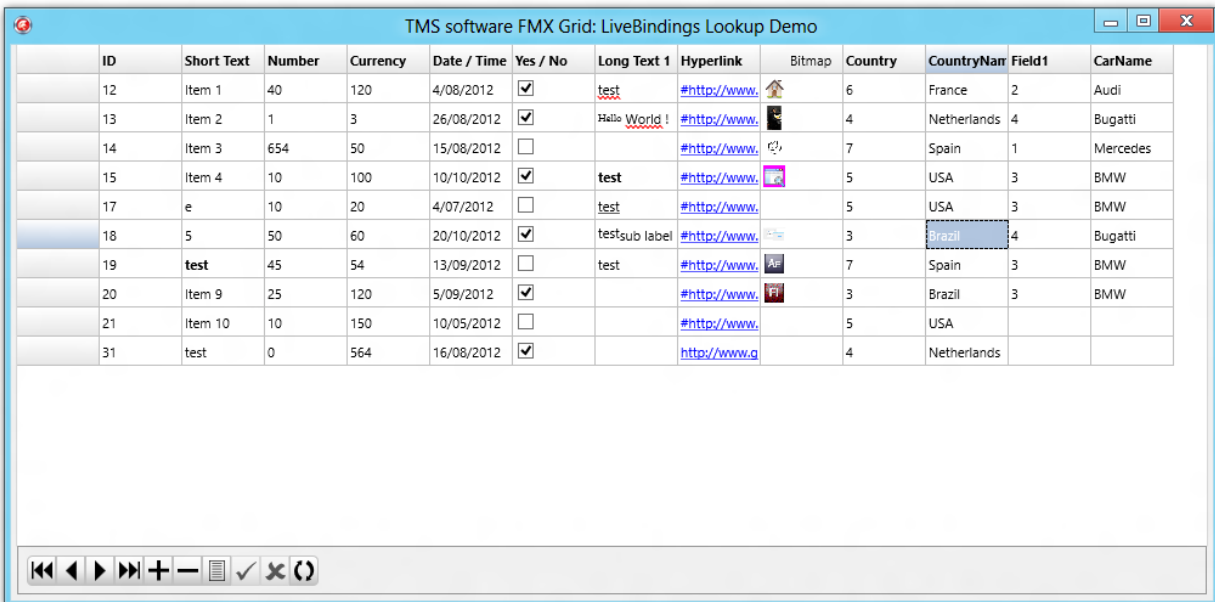 TMS software FMX Grid: LiveBindings Lookup Demo
ID Short Text Number Currency Date / Time Yes / No Long Text 1 Hyperlink Bitmap Country CountryNam Field1 CarName
12 Item 1 40 120 4/08/2012 test #http://www. 6 France 2 Audi
13 Item 2 1 3 26/08/2012 Hello World ! #http://www. 4 Netherlands 4 Bugatti
14 Item 3 654 50 15/08/2012 #http://www. 7 Spain 1 Mercedes
15 Item 4 10 100 10/10/2012 test #http://www. 5 USA 3 BMW
17 e 10 20 4/07/2012 test #http://www. 5 USA 3 BMW
18 5 50 60 20/10/2012 testsub label #http://www. 3 Brazil 4 Bugatti
19 test 45 54 13/09/2012 test #http://www. AE 7 Spain 3 BMW
20 Item 9 25 120 5/09/2012 #http://www. Fl 3 Brazil 3 BMW
21 Item 10 10 150 10/05/2012 #http://www. 5 USA
31 test 0 564 16/08/2012 http://www.g 4 Netherlands